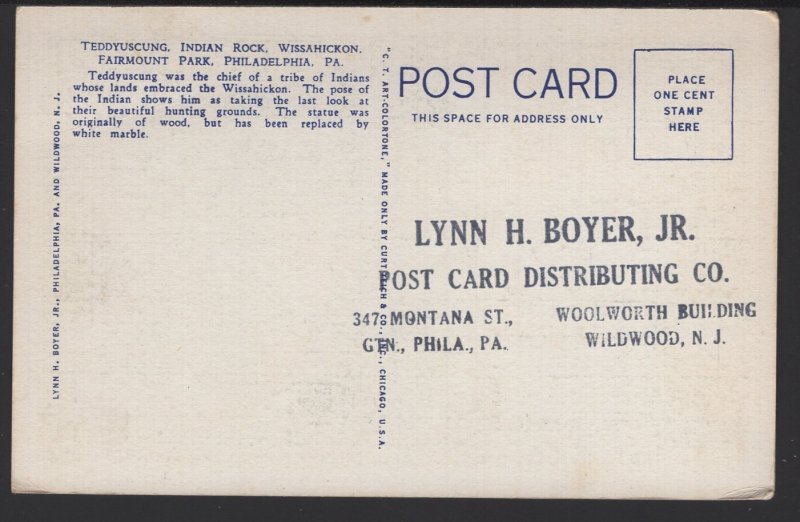 TEDDYUSCUNG, INDIAN ROCK, WISSAHICKON,
FAIRMOUNT PARK, PHILADELPHIA, PA.
Teddyuscung was the chief of a tribe of Indians
whose lands embraced the Wissahickon. The pose of
the Indian shows him as taking the last look at
their beautiful hunting grounds. The statue was
originally of wood, but has been replaced by
white marble.
LYNN H. BOYER, JR., PHILADELPHIA, PA. AND WILDWOOD, N. J.
"C. T. ART-COLORTONE," MADE ONLY BY CURT TEICH & CO., INC., CHICAGO, U.S.A.
POST CARD
THIS SPACE FOR ADDRESS ONLY
PLACE
ONE CENT
STAMP
HERE
LYNN H. BOYER, JR.
POST CARD DISTRIBUTING CO.
347 MONTANA ST., WOOLWORTH BUILDING
GTN., PHILA., PA. WILDWOOD, N. J.